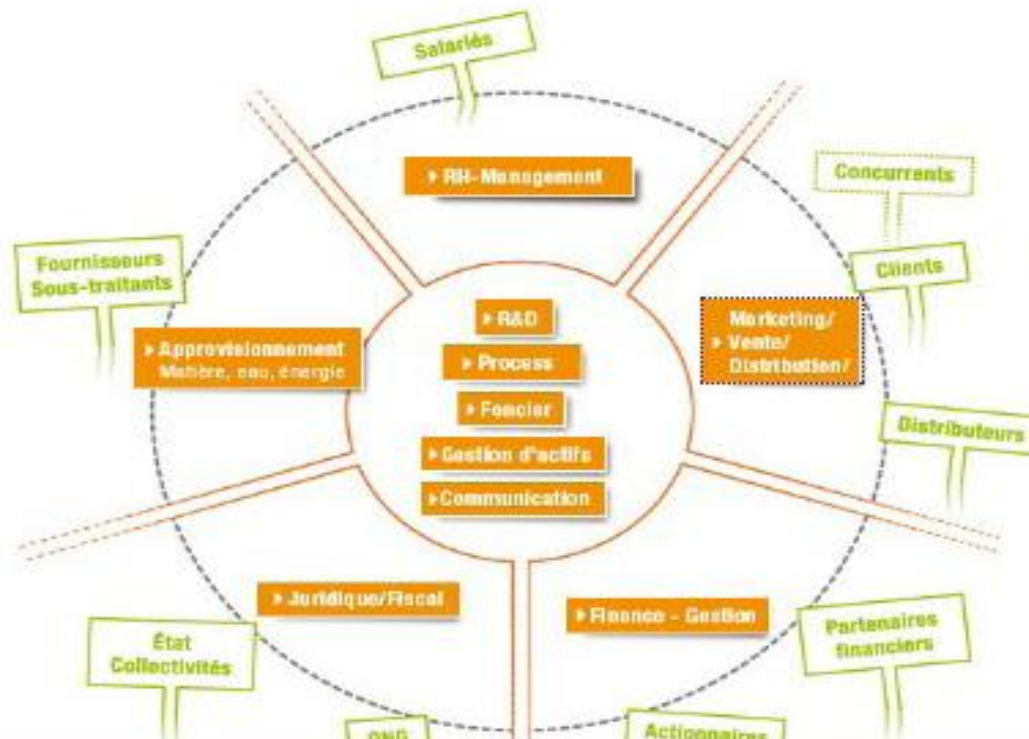 Salariés
RH-Management
Concurrents
Clients
Fournisseurs
Sous-traitants
R&D
Marketing/
Vente/
Distribution/
Approvisionnement
Matière, eau, énergie
Process
Foncier
Distributeurs
Gestion d'actifs
Communication
Juridique/Fiscal
Finance - Gestion
État
Collectivités
Partenaires
financiers
ONG
Actionnaires